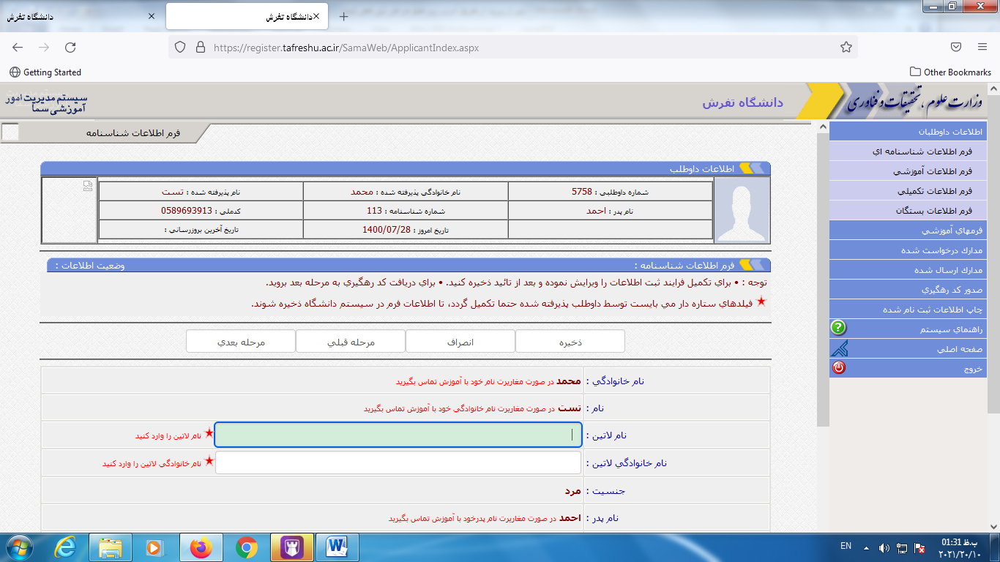 دانشگاه تفرش
دانشگاه تفرش
https://register.tafreshu.ac.ir/SamaWeb/ApplicantIndex.aspx
Getting Started
Other Bookmarks
وزارت علوم ، تحقیقات و فناوری
دانشگاه تفرش
سیستم مدیریت امور
آموزشی سما
اطلاعات داوطلبان
فرم اطلاعات شناسنامه اي
فرم اطلاعات آموزشي
فرم اطلاعات تكميلي
فرم اطلاعات بستگان
فرمهاي آموزشي
مدارك درخواست شده
مدارك ارسال شده
صدور كد رهگيري
چاپ اطلاعات ثبت نام شده
راهنماي سيستم
صفحه اصلي
خروج
فرم اطلاعات شناسنامه
اطلاعات داوطلب
شماره داوطلبی : 5758
نام خانوادگي پذيرفته شده : محمد
نام پذيرفته شده : تست
نام پدر : احمد
شماره شناسنامه : 113
كدملی : 0589693913
تاريخ امروز : 1400/07/28
تاريخ آخرين بروزرسانی :
فرم اطلاعات شناسنامه :
وضعيت اطلاعات :
توجه : • براي تكميل فرايند ثبت اطلاعات را ويرايش نموده و بعد از تائيد ذخيره كنيد. • براي دريافت كد رهگيري به مرحله بعد برويد.
فيلدهاي ستاره دار مي بايست توسط داوطلب پذيرفته شده حتما تكميل گردد، تا اطلاعات فرم در سيستم دانشگاه ذخيره شوند.
ذخيره
انصراف
مرحله قبلي
مرحله بعدي
نام خانوادگي : محمد در صورت مغايرت نام خود با آموزش تماس بگيريد
نام : تست در صورت مغايرت نام خانوادگي خود با آموزش تماس بگيريد
نام لاتين : نام لاتين را وارد كنيد
نام خانوادگي لاتين : نام خانوادگي لاتين را وارد كنيد
جنسيت : مرد
نام پدر : احمد در صورت مغايرت نام پدرخود با آموزش تماس بگيريد
EN
01:31 ب.ظ
۲۰۲۱/۲۰/۱۰